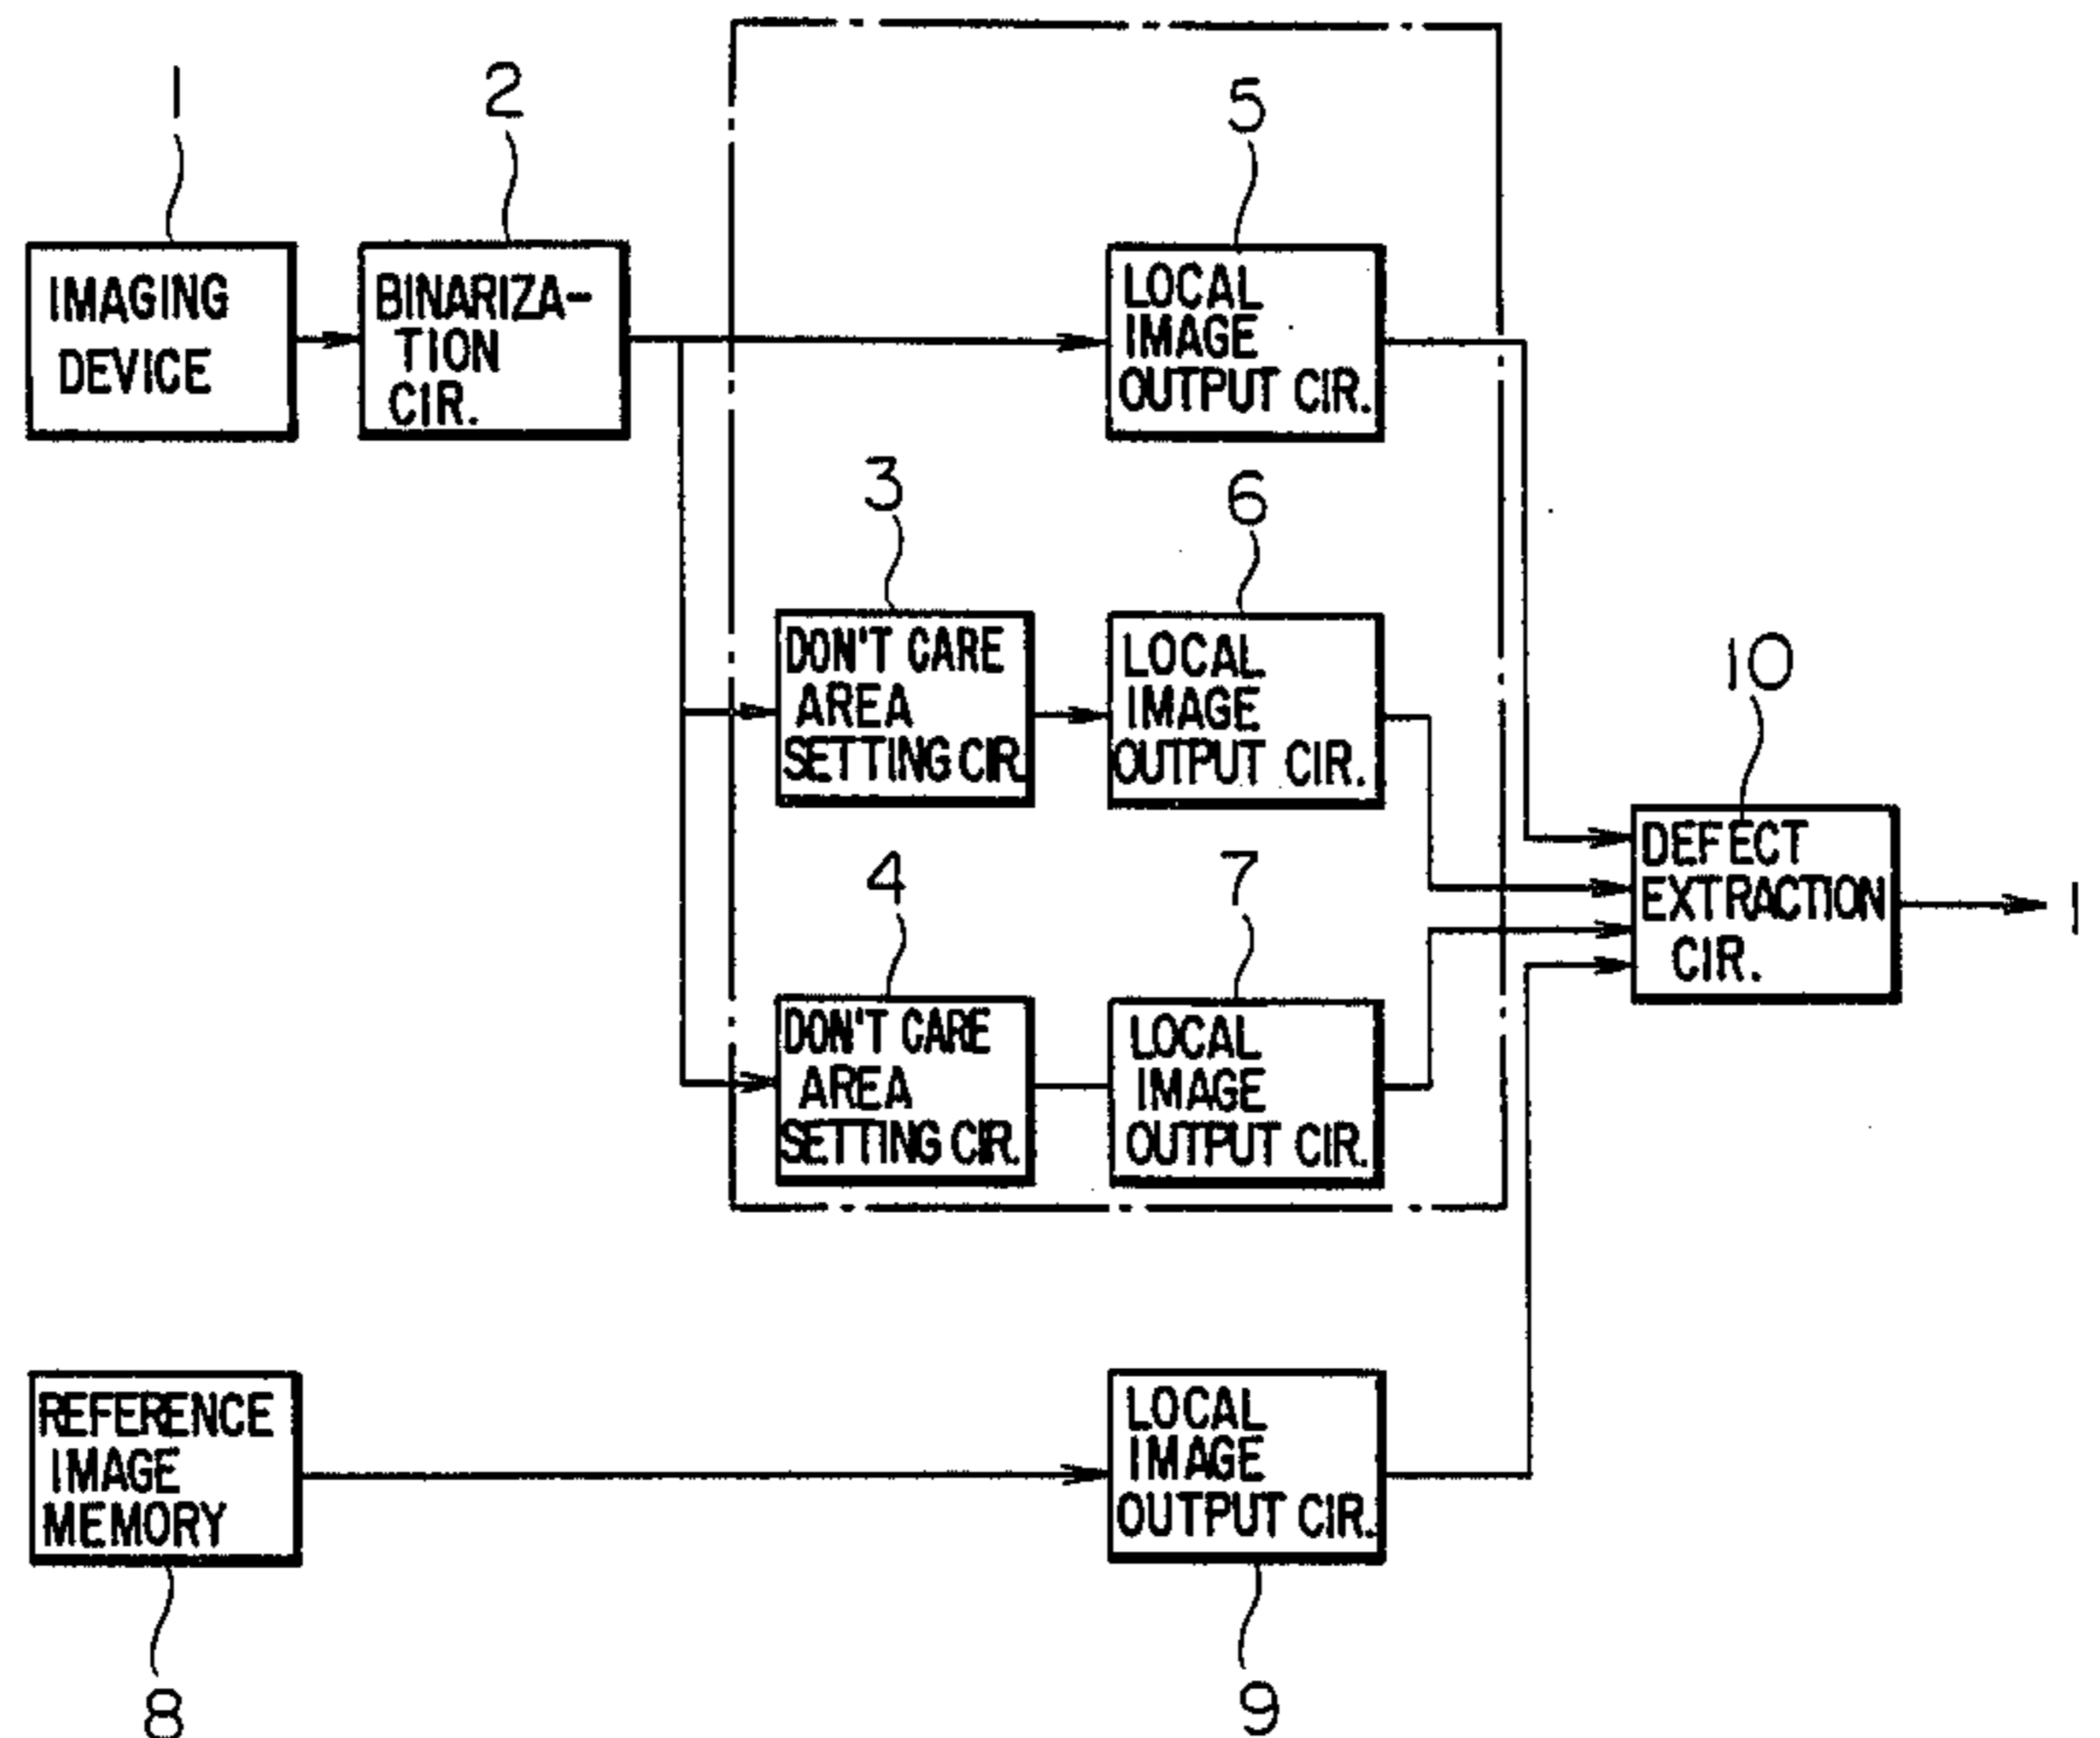 1
2
5
IMAGING
DEVICE
BINARIZA-
TION
CIR.
LOCAL
IMAGE
OUTPUT CIR.
3
6
DON'T CARE
AREA
SETTING CIR.
LOCAL
IMAGE
OUTPUT CIR.
10
DEFECT
EXTRACTION
CIR.
1
4
7
DON'T CARE
AREA
SETTING CIR.
LOCAL
IMAGE
OUTPUT CIR.
REFERENCE
IMAGE
MEMORY
LOCAL
IMAGE
OUTPUT CIR.
8
9